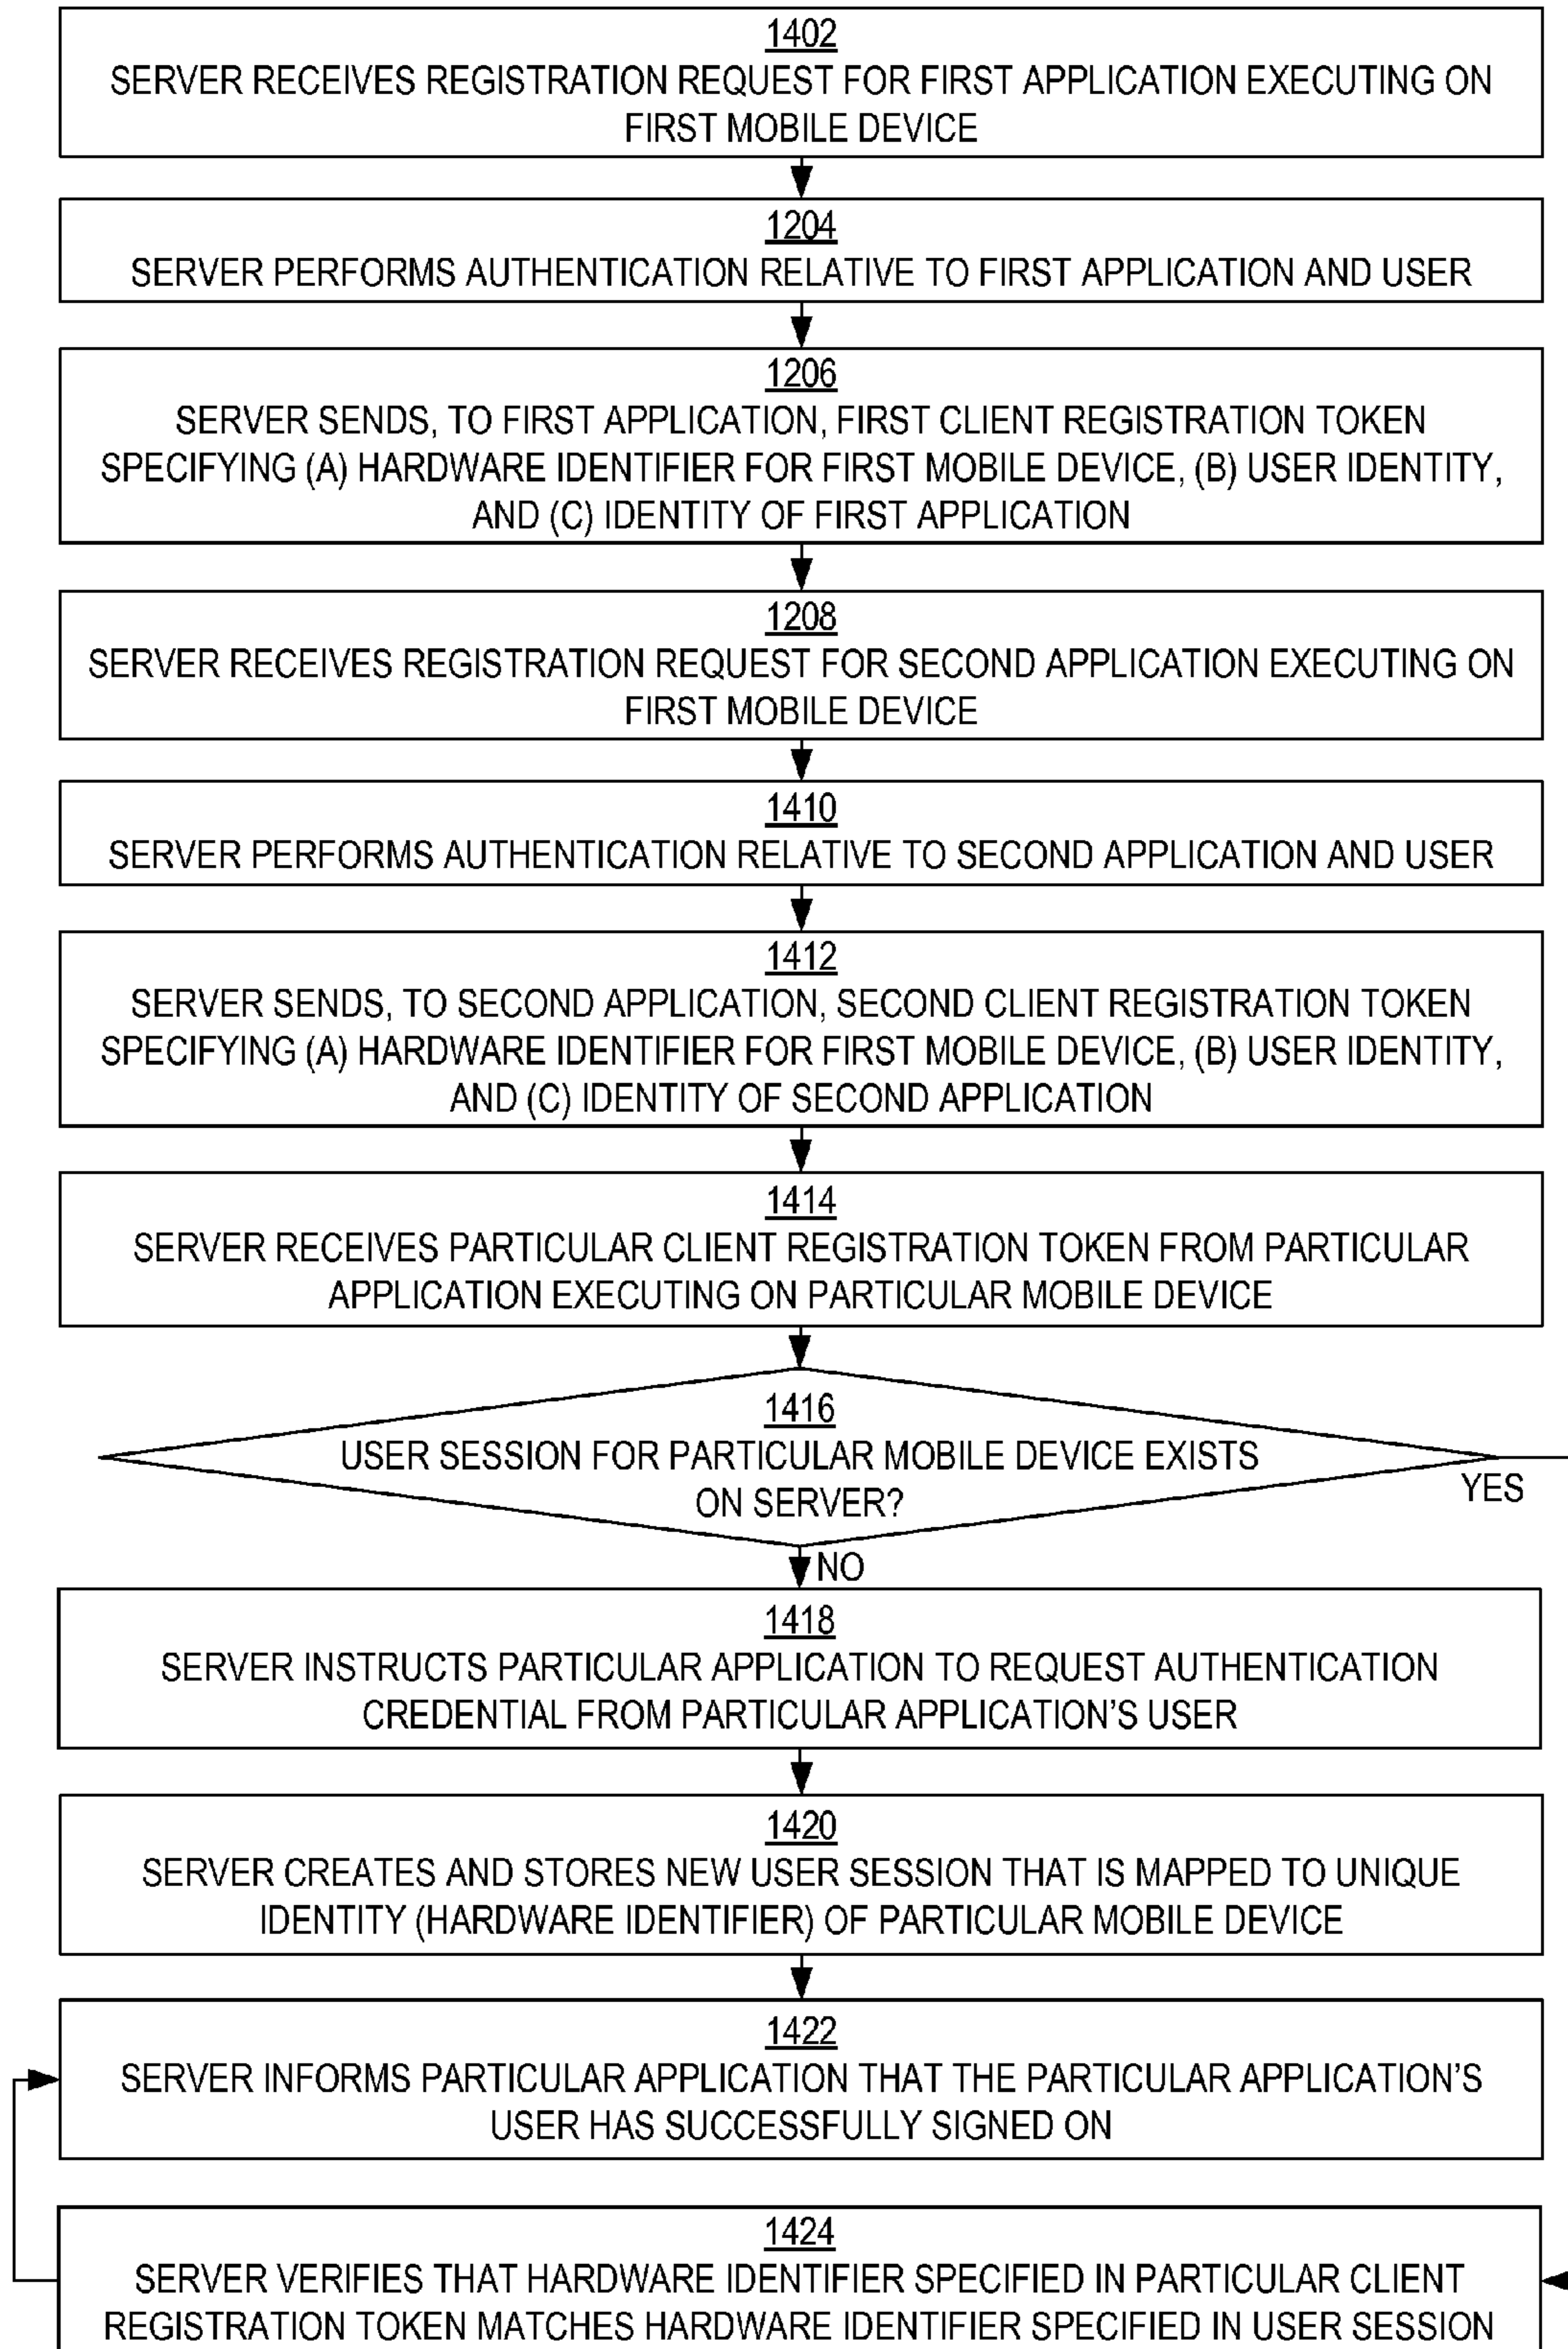 1402
SERVER RECEIVES REGISTRATION REQUEST FOR FIRST APPLICATION EXECUTING ON
FIRST MOBILE DEVICE
1204
SERVER PERFORMS AUTHENTICATION RELATIVE TO FIRST APPLICATION AND USER
1206
SERVER SENDS, TO FIRST APPLICATION, FIRST CLIENT REGISTRATION TOKEN
SPECIFYING (A) HARDWARE IDENTIFIER FOR FIRST MOBILE DEVICE, (B) USER IDENTITY,
AND (C) IDENTITY OF FIRST APPLICATION
1208
SERVER RECEIVES REGISTRATION REQUEST FOR SECOND APPLICATION EXECUTING ON
FIRST MOBILE DEVICE
1410
SERVER PERFORMS AUTHENTICATION RELATIVE TO SECOND APPLICATION AND USER
1412
SERVER SENDS, TO SECOND APPLICATION, SECOND CLIENT REGISTRATION TOKEN
SPECIFYING (A) HARDWARE IDENTIFIER FOR FIRST MOBILE DEVICE, (B) USER IDENTITY,
AND (C) IDENTITY OF SECOND APPLICATION
1414
SERVER RECEIVES PARTICULAR CLIENT REGISTRATION TOKEN FROM PARTICULAR
APPLICATION EXECUTING ON PARTICULAR MOBILE DEVICE
1416
USER SESSION FOR PARTICULAR MOBILE DEVICE EXISTS
ON SERVER?
YES
NO
1418
SERVER INSTRUCTS PARTICULAR APPLICATION TO REQUEST AUTHENTICATION
CREDENTIAL FROM PARTICULAR APPLICATION'S USER
1420
SERVER CREATES AND STORES NEW USER SESSION THAT IS MAPPED TO UNIQUE
IDENTITY (HARDWARE IDENTIFIER) OF PARTICULAR MOBILE DEVICE
1422
SERVER INFORMS PARTICULAR APPLICATION THAT THE PARTICULAR APPLICATION'S
USER HAS SUCCESSFULLY SIGNED ON
1424
SERVER VERIFIES THAT HARDWARE IDENTIFIER SPECIFIED IN PARTICULAR CLIENT
REGISTRATION TOKEN MATCHES HARDWARE IDENTIFIER SPECIFIED IN USER SESSION